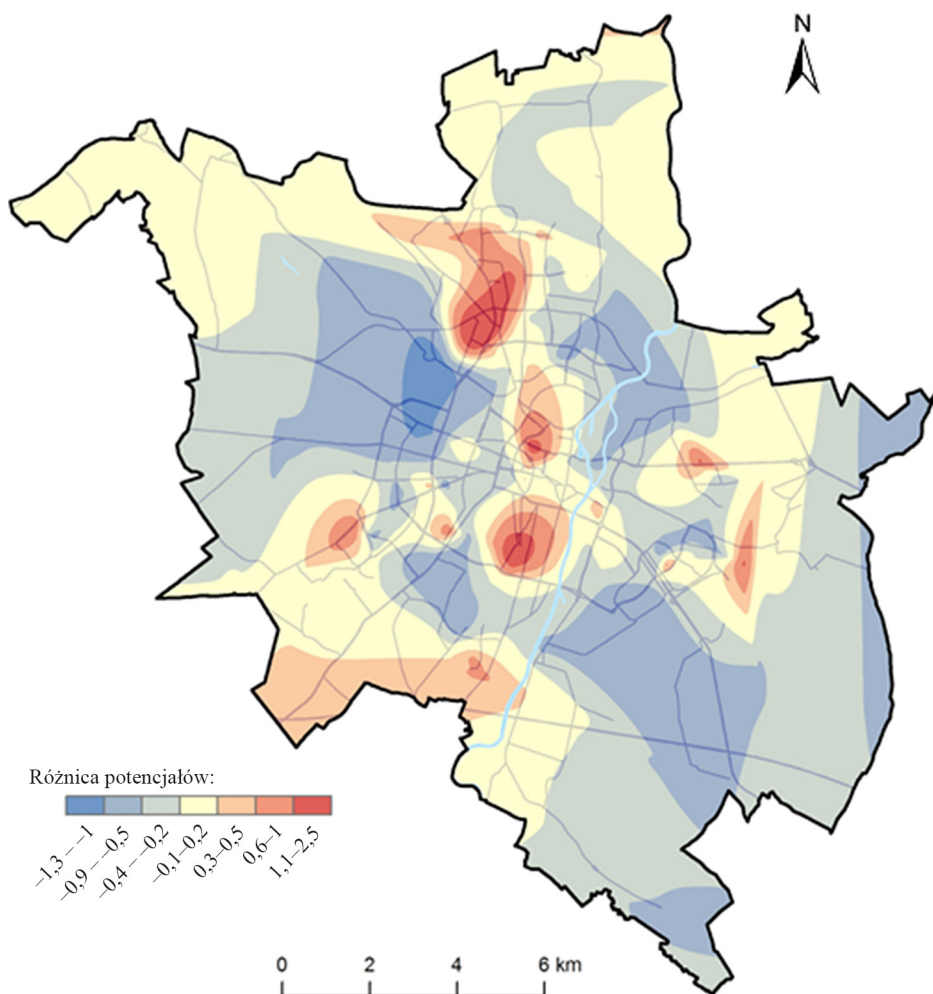 N
Różnica potencjałów:
–1,3 – –1
–0,9 – –0,5
–0,4 – –0,2
–0,1–0,2
0,3–0,5
0,6–1
1,1–2,5
0 2 4 6 km